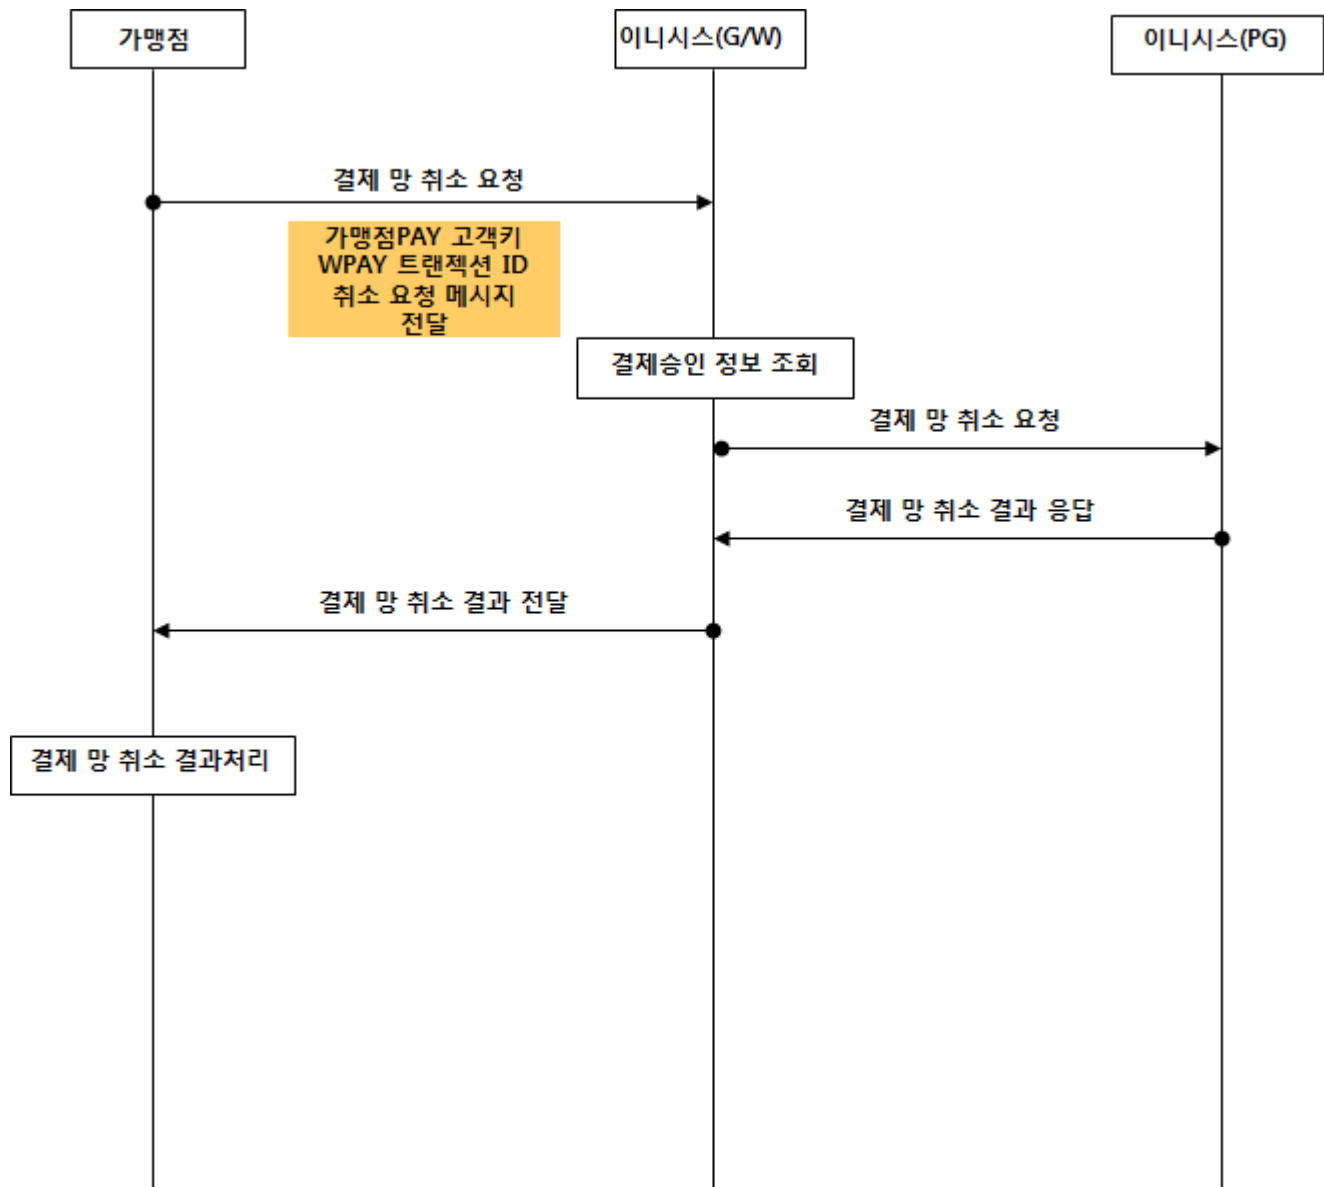 가맹점
이니시스(G/W)
이니시스(PG)
결제 망 취소 요청
가맹점PAY 고객키
WPAY 트랜젝션 ID
취소 요청 메시지
전달
결제승인 정보 조회
결제 망 취소 요청
결제 망 취소 결과 응답
결제 망 취소 결과 전달
결제 망 취소 결과처리